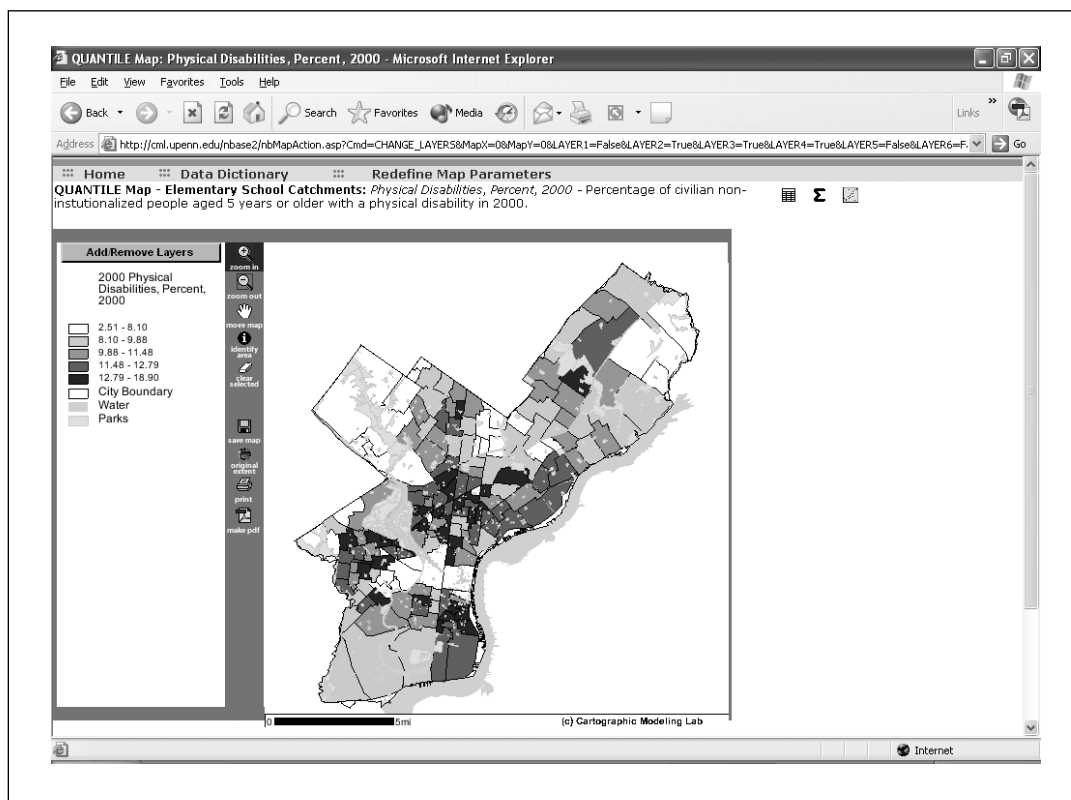 QUANTILE Map: Physical Disabilities, Percent, 2000 - Microsoft Internet Explorer
File Edit View Favorites Tools Help
Back Search Favorites Media Links »
Address http://cml.upenn.edu/nbase2/nbMapAction.asp?Cmd=CHANGE_LAYERS&MapX=0&MapY=0&LAYER1=False&LAYER2=True&LAYER3=True&LAYER4=True&LAYER5=False&LAYER6=F. Go
::: Home ::: Data Dictionary ::: Redefine Map Parameters
QUANTILE Map - Elementary School Catchments: Physical Disabilities, Percent, 2000 - Percentage of civilian non-
instutionalized people aged 5 years or older with a physical disability in 2000.
Σ
Add/Remove Layers
2000 Physical
Disabilities, Percent,
2000
2.51 - 8.10
8.10 - 9.88
9.88 - 11.48
11.48 - 12.79
12.79 - 18.90
City Boundary
Water
Parks
zoom in
zoom out
move map
identify
area
clear
selected
save map
original
extent
print
make pdf
0 5mi
(c) Cartographic Modeling Lab
Internet